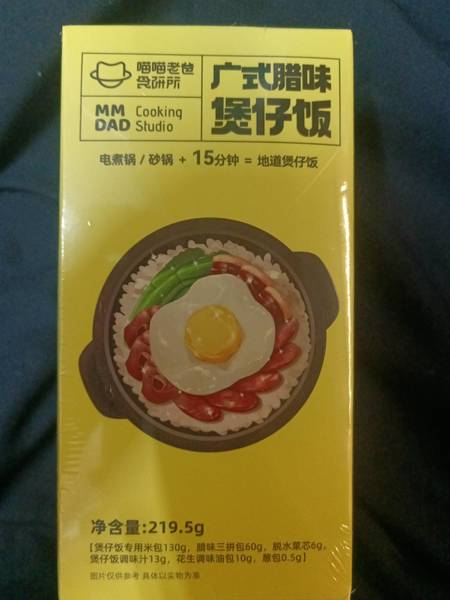 喵喵老爸
食研所
MM
DAD
Cooking
Studio
广式腊味
煲仔饭
电煮锅 / 砂锅 + 15分钟 = 地道煲仔饭
净含量:219.5g
【煲仔饭专用米包130g，腊味三拼包60g，脱水菜芯6g，
煲仔饭调味汁13g，花生调味油包10g，葱包0.5g】
图片仅供参考 具体以实物为准